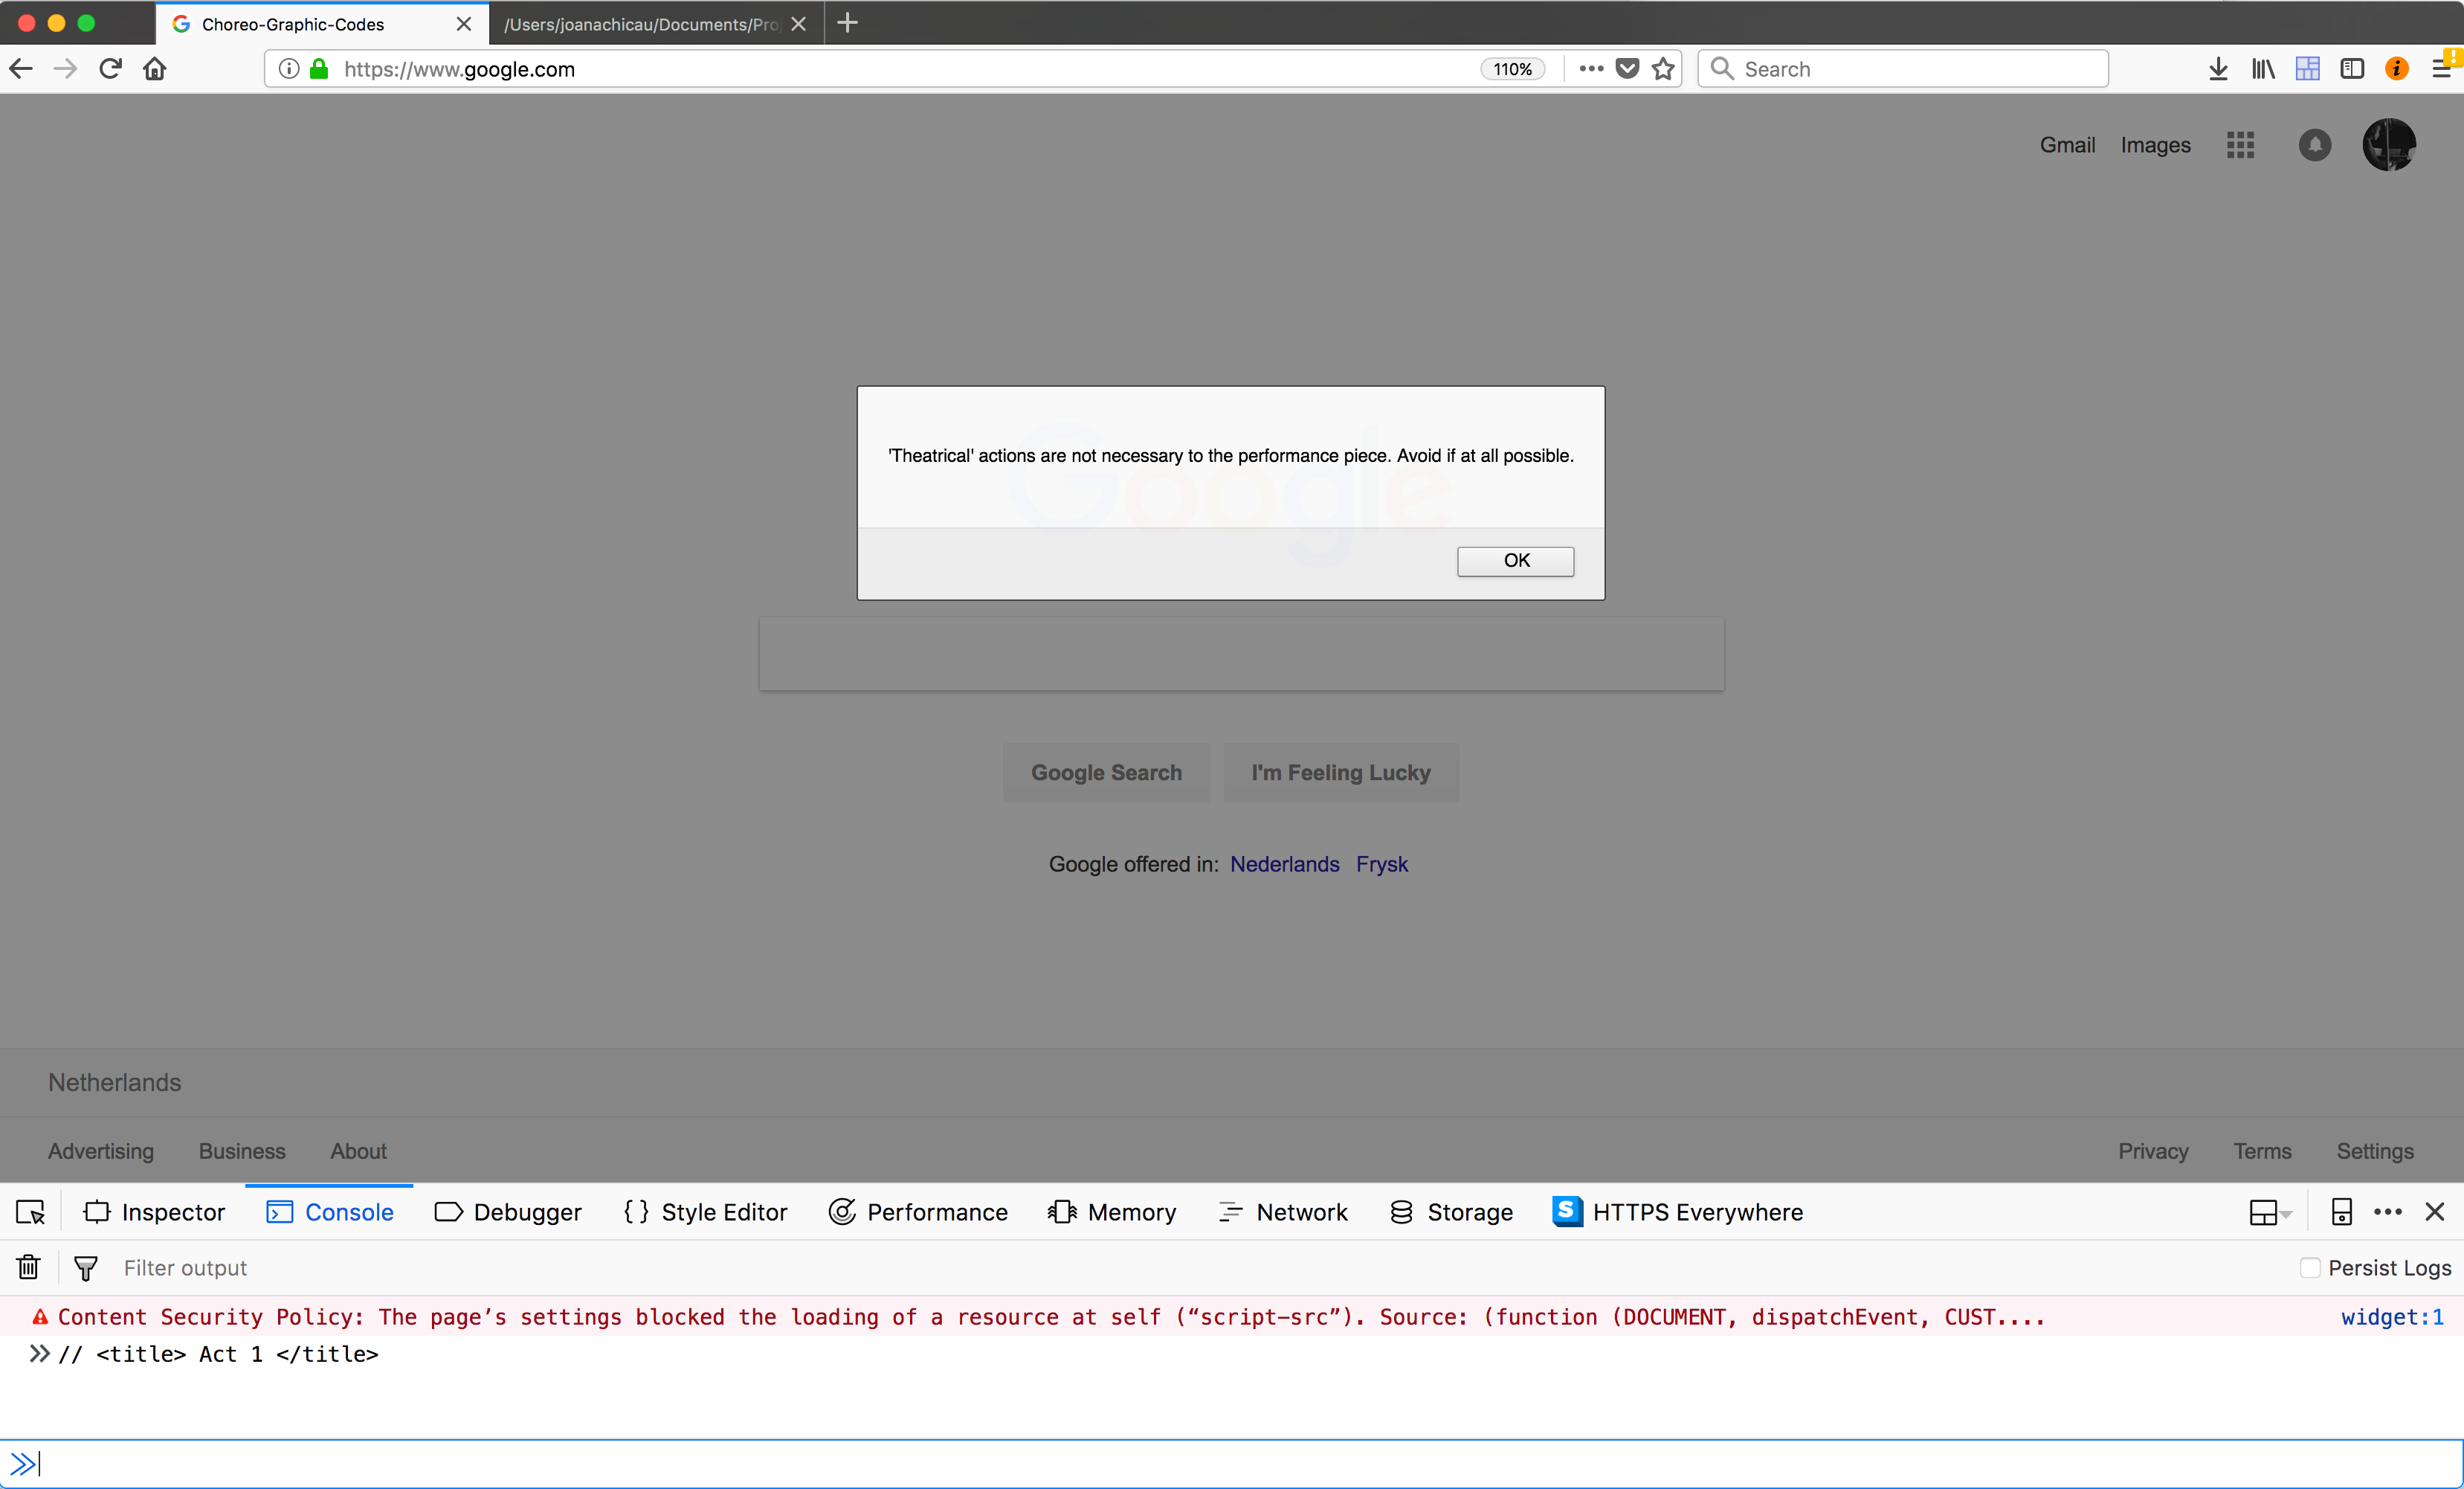 Choreo-Graphic-Codes
/Users/joanachicau/Documents/Pro
https://www.google.com
110%
Search
Gmail Images
'Theatrical' actions are not necessary to the performance piece. Avoid if at all possible.
Google
OK
Google Search I'm Feeling Lucky
Google offered in: Nederlands Frysk
Netherlands
Advertising Business About Privacy Terms Settings
Inspector Console Debugger Style Editor Performance Memory Network Storage HTTPS Everywhere
Filter output Persist Logs
Content Security Policy: The page’s settings blocked the loading of a resource at self (“script-src”). Source: (function (DOCUMENT, dispatchEvent, CUST.... widget:1
// <title> Act 1 </title>